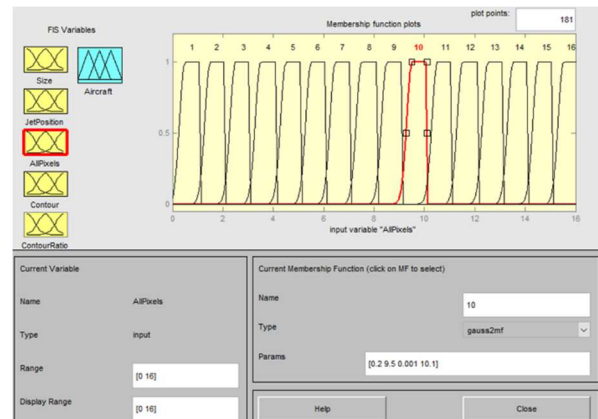 FIS Variables
Membership function plots
plot points:
181
Size
Aircraft
JetPosition
AllPixels
Contour
ContourRatio
1 2 3 4 5 6 7 8 9 10 11 12 13 14 15 16
1
0.5
0
0 2 4 6 8 10 12 14 16
input variable "AllPixels"
Current Variable
Name AllPixels
Type input
Range [0 16]
Display Range [0 16]
Current Membership Function (click on MF to select)
Name 10
Type gauss2mf
Params [0.2 9.5 0.001 10.1]
Help Close